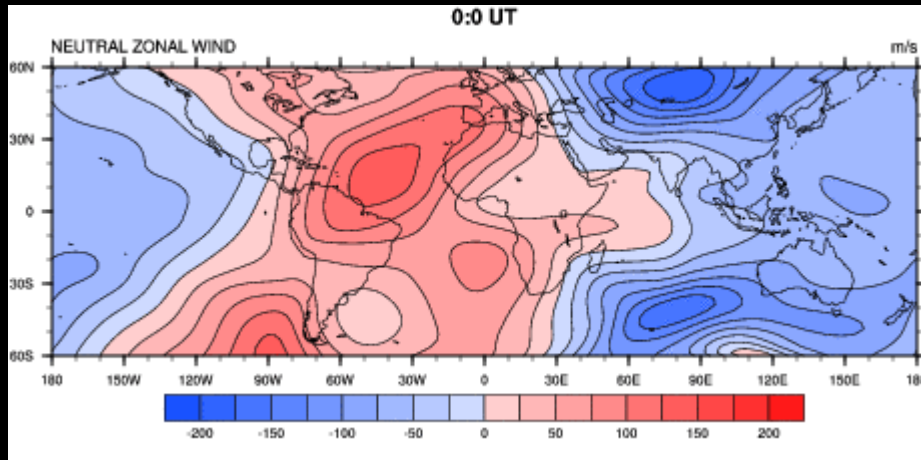 0:0 UT
NEUTRAL ZONAL WIND m/s
60N
30N
0
30S
60S
180 150W 120W 90W 60W 30W 0 30E 60E 90E 120E 150E 180
-200 -150 -100 -50 0 50 100 150 200